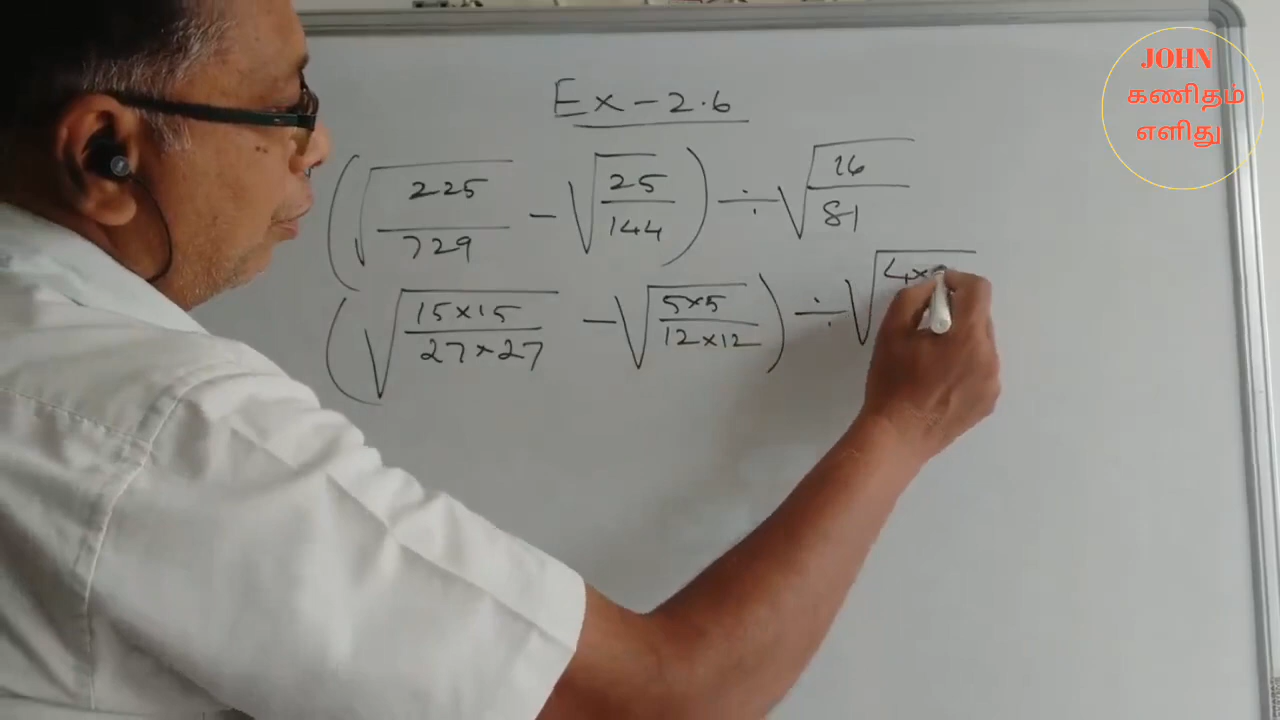 JOHN
கணிதம்
எளிது
Ex - 2.6
(√(225/729) - √(25/144)) ÷ √(16/81)
(√(15×15/27×27) - √(5×5/12×12)) ÷ √(4×